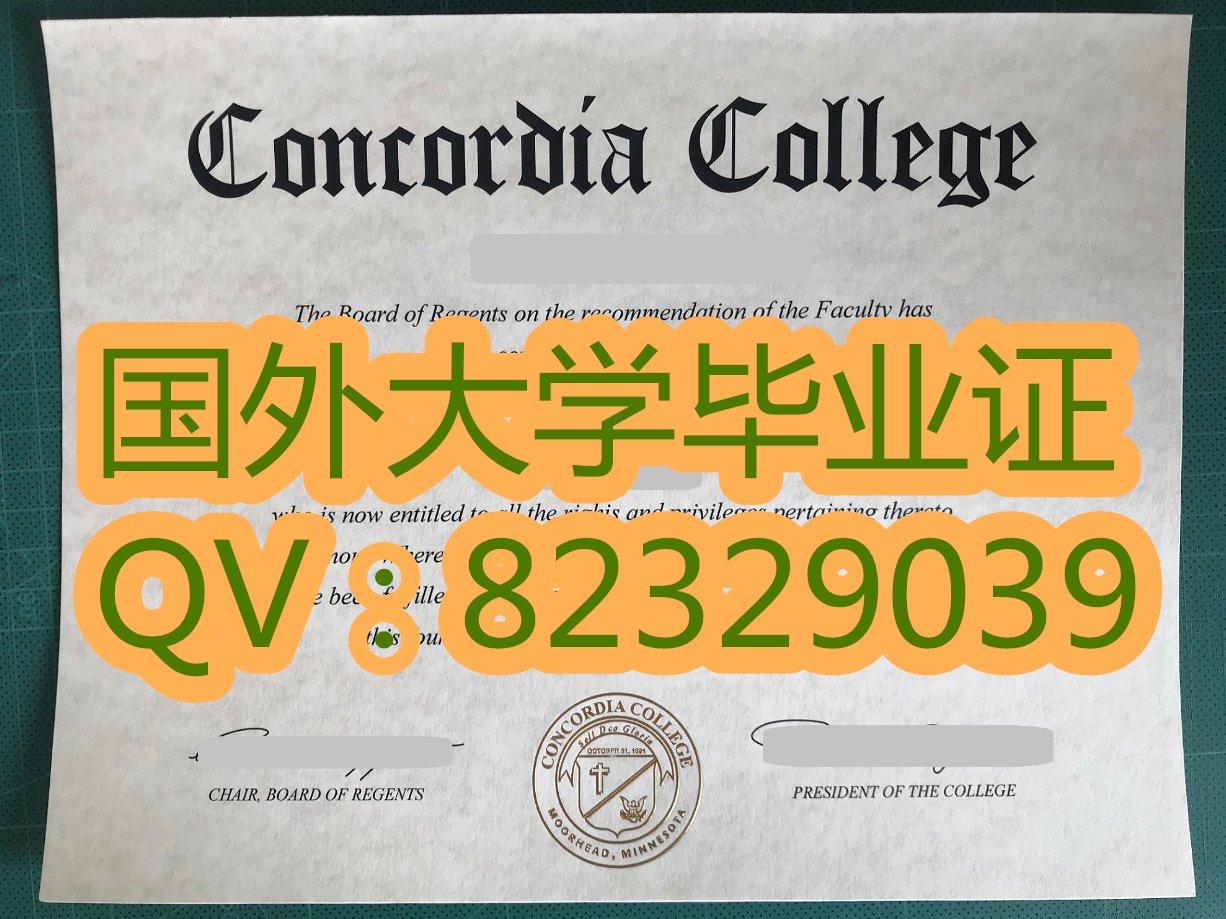 Concordia College
The Board of Regents on the recommendation of the Faculty has
国外大学毕业证
who is now entitled to all the rights and privileges pertaining thereto
QV:82329039
this
CONCORDIA COLLEGE
Soli Deo Gloria
OCTOBER 31, 1891
MOORHEAD, MINNESOTA
CHAIR, BOARD OF REGENTS
PRESIDENT OF THE COLLEGE